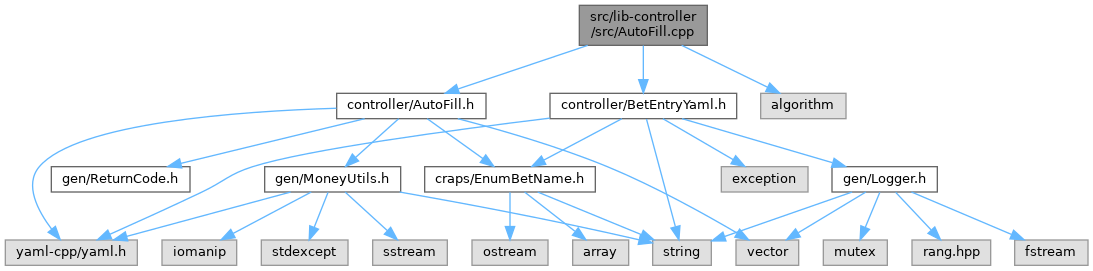 src/lib-controller
/src/AutoFill.cpp
controller/AutoFill.h
controller/BetEntryYaml.h
algorithm
gen/ReturnCode.h
gen/MoneyUtils.h
craps/EnumBetName.h
exception
gen/Logger.h
yaml-cpp/yaml.h
iomanip
stdexcept
sstream
ostream
array
string
vector
mutex
rang.hpp
fstream